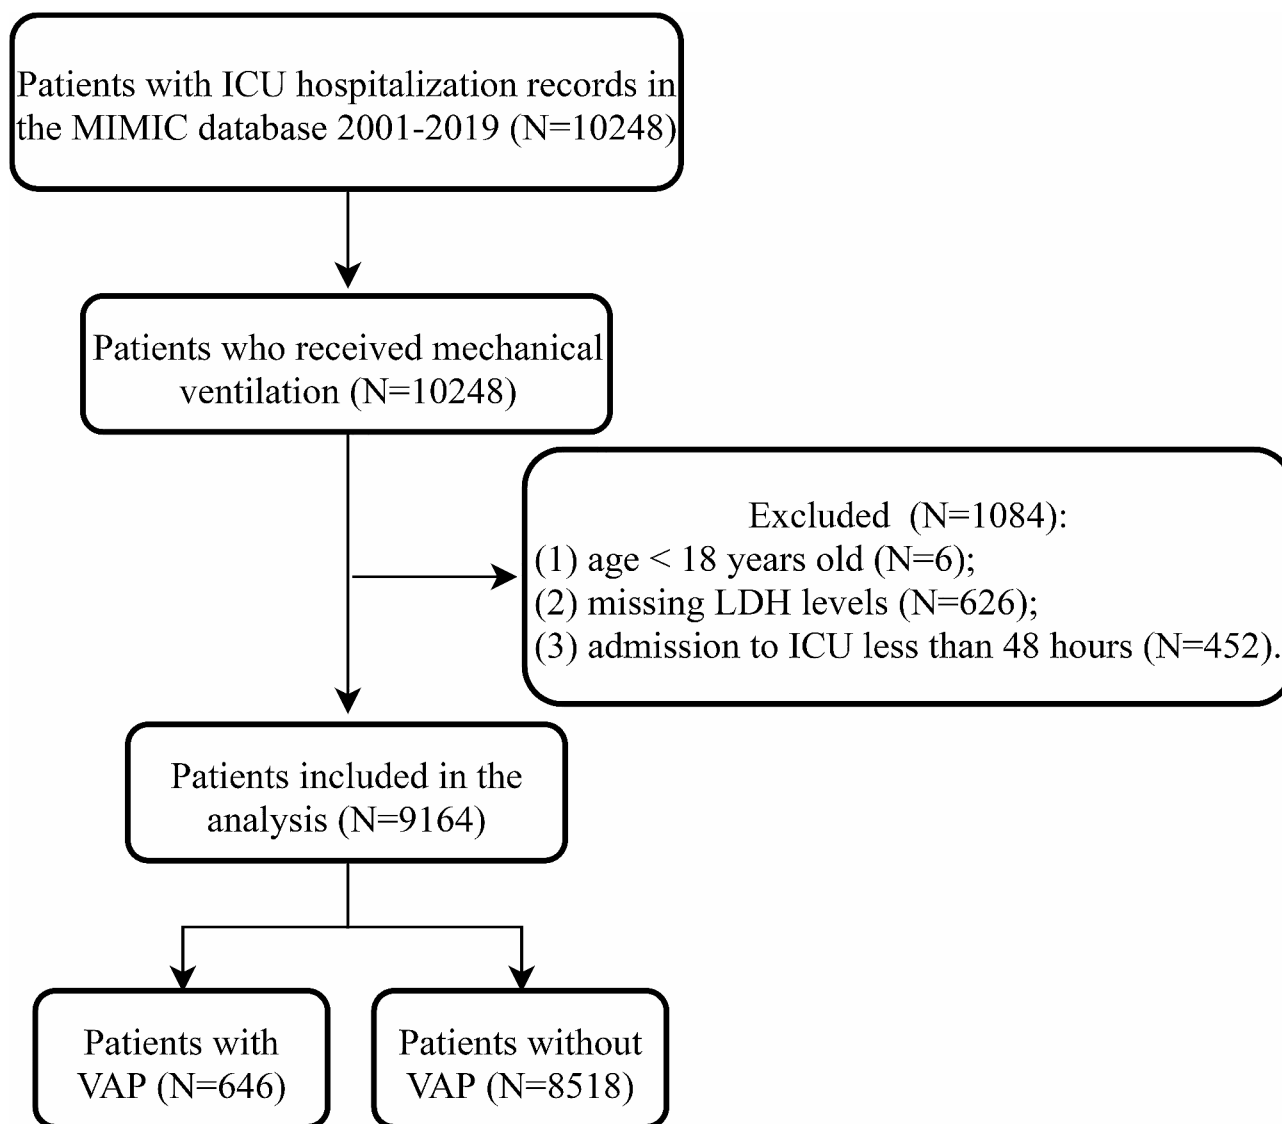 Patients with ICU hospitalization records in
the MIMIC database 2001-2019 (N=10248)
Patients who received mechanical
ventilation (N=10248)
Excluded (N=1084):
(1) age < 18 years old (N=6);
(2) missing LDH levels (N=626);
(3) admission to ICU less than 48 hours (N=452).
Patients included in the
analysis (N=9164)
Patients with
VAP (N=646)
Patients without
VAP (N=8518)